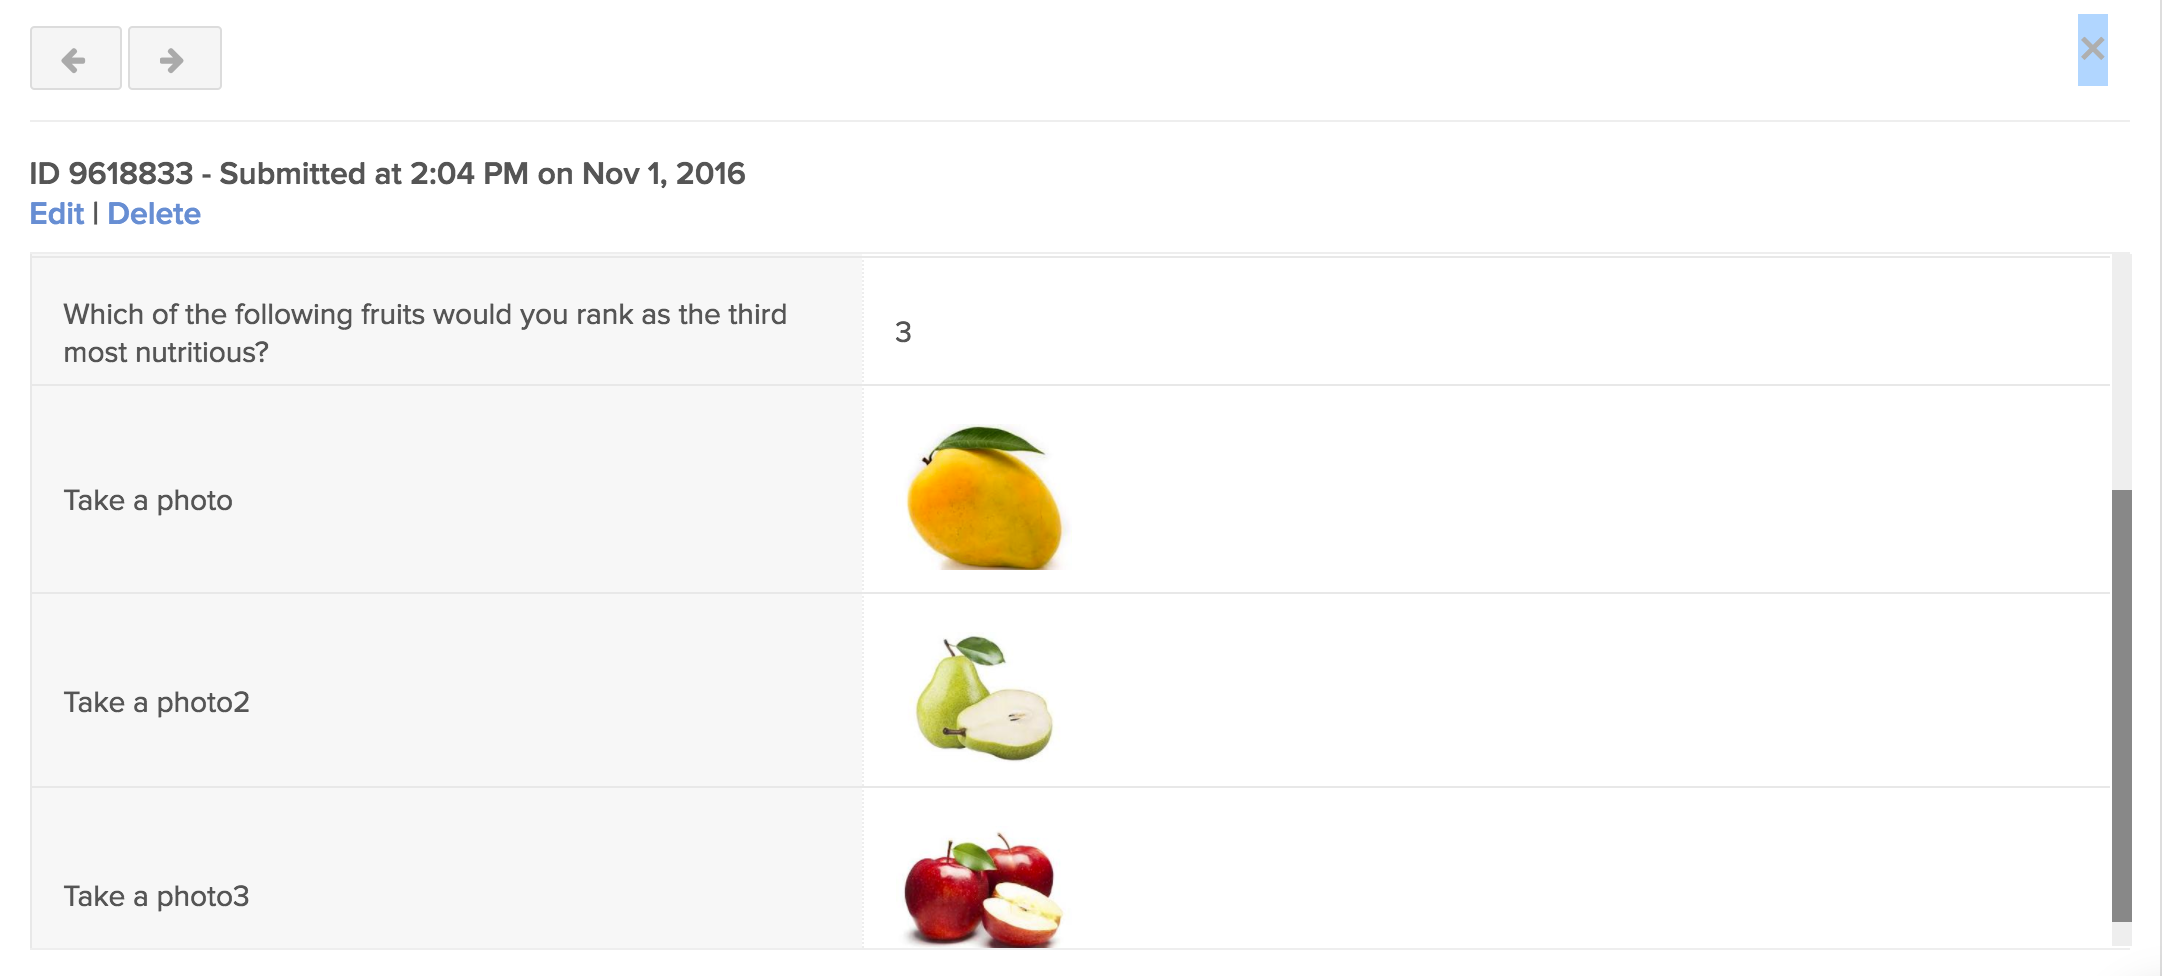 ID 9618833 - Submitted at 2:04 PM on Nov 1, 2016
Edit | Delete
Which of the following fruits would you rank as the third
most nutritious?
3
Take a photo
Take a photo2
Take a photo3